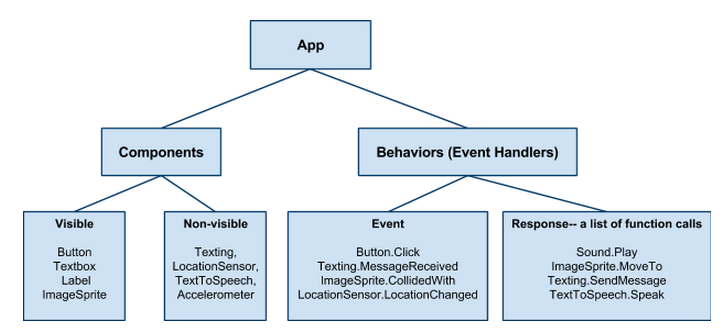 App
Components
Behaviors (Event Handlers)
Visible
Button
Textbox
Label
ImageSprite
Non-visible
Texting,
LocationSensor,
TextToSpeech,
Accelerometer
Event
Button.Click
Texting.MessageReceived
ImageSprite.CollidedWith
LocationSensor.LocationChanged
Response-- a list of function calls
Sound.Play
ImageSprite.MoveTo
Texting.SendMessage
TextToSpeech.Speak